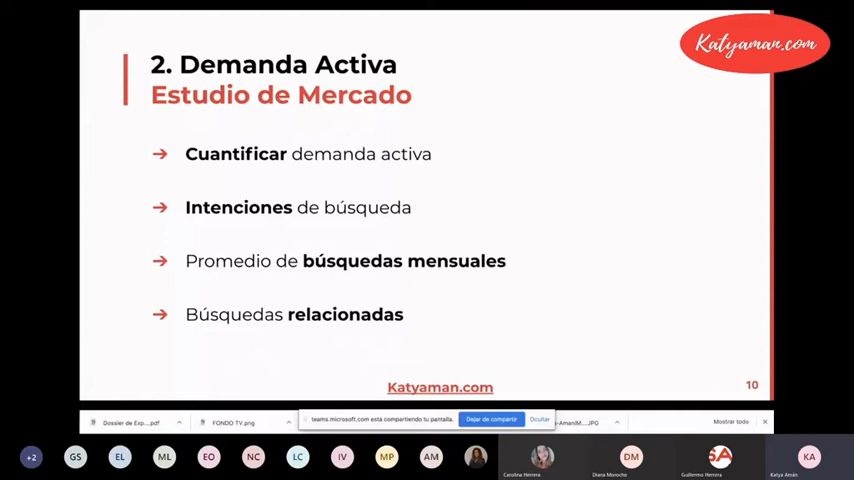 Katyaman.com
2. Demanda Activa
Estudio de Mercado
→ Cuantificar demanda activa
→ Intenciones de búsqueda
→ Promedio de búsquedas mensuales
→ Búsquedas relacionadas
Katyaman.com
10
Dossier de Exp....pdf
FONDO TV.png
teams.microsoft.com está compartiendo tu pantalla.
Dejar de compartir
Ocultar
-AmanIM....JPG
Mostrar todo
+2
GS
EL
ML
EO
NC
LC
IV
MP
AM
DM
SA
KA
Carolina Herrera
Diana Morocho
Guillermo Herrera
Katya Amán